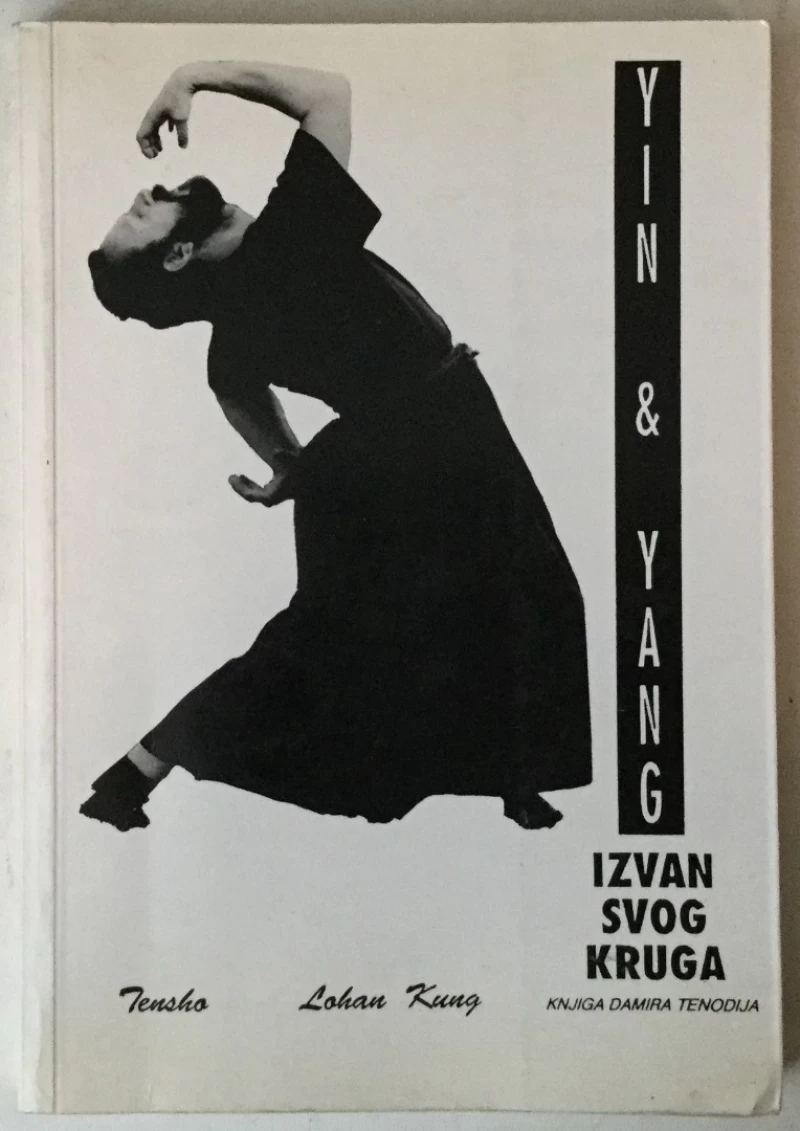 YIN & YANG
IZVAN
SVOG
KRUGA
Tensho Lohan Kung
KNJIGA DAMIRA TENODIJA